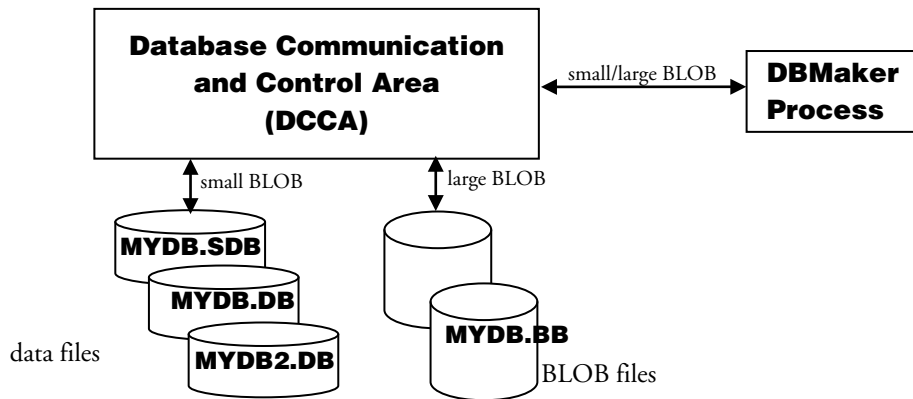 Database Communication
and Control Area
(DCCA)
small/large BLOB
DBMaker
Process
small BLOB
large BLOB
MYDB.SDB
MYDB.DB
MYDB2.DB
MYDB.BB
data files
BLOB files